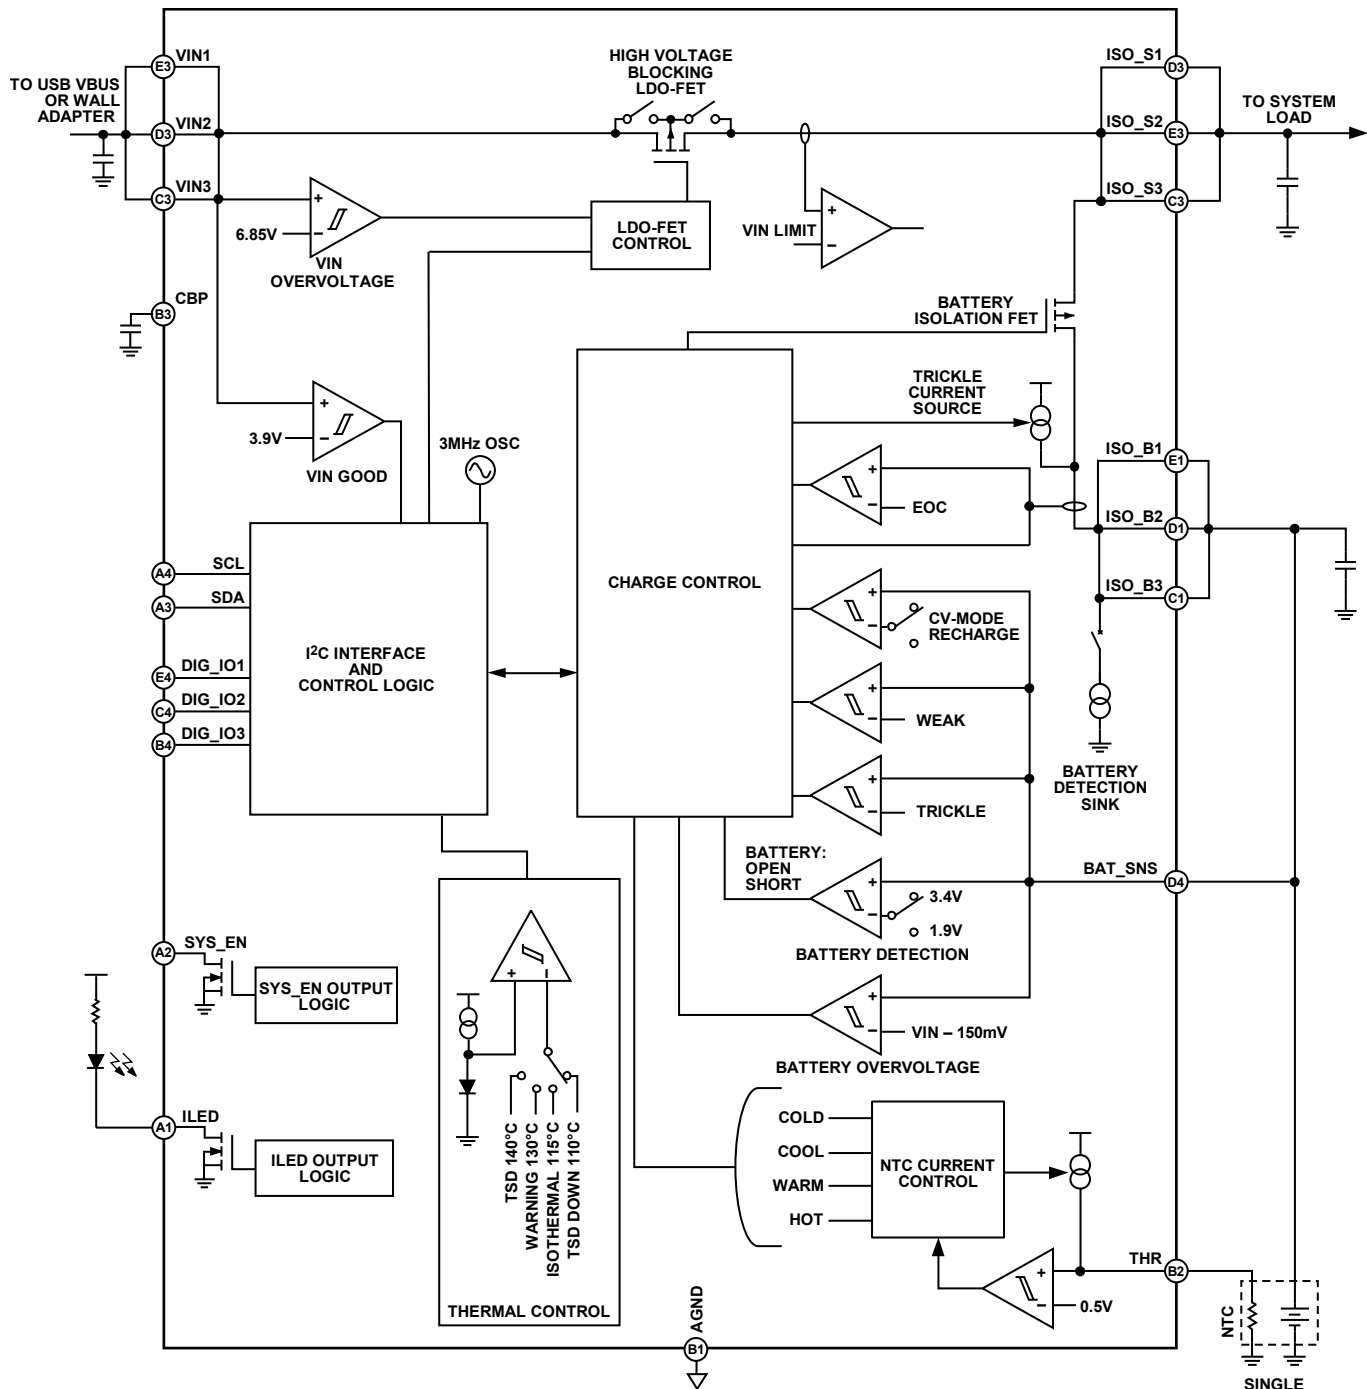 TO USB VBUS
OR WALL
ADAPTER
E3
VIN1
D3
VIN2
C3
VIN3
HIGH VOLTAGE
BLOCKING
LDO-FET
ISO_S1
D3
ISO_S2
E3
ISO_S3
C3
TO SYSTEM
LOAD
+
–
6.85V
VIN
OVERVOLTAGE
LDO-FET
CONTROL
VIN LIMIT
+
–
CBP
B3
BATTERY
ISOLATION FET
TRICKLE
CURRENT
SOURCE
+
–
3.9V
VIN GOOD
3MHz OSC
ISO_B1
E1
ISO_B2
D1
ISO_B3
C1
+
–
EOC
CHARGE CONTROL
A4
SCL
A3
SDA
E4
DIG_IO1
C4
DIG_IO2
B4
DIG_IO3
I2C INTERFACE
AND
CONTROL LOGIC
+
–
CV-MODE
RECHARGE
+
–
WEAK
+
–
TRICKLE
BATTERY
DETECTION
SINK
BATTERY:
OPEN
SHORT
+
–
3.4V
1.9V
BATTERY DETECTION
BAT_SNS
D4
+
–
VIN – 150mV
BATTERY OVERVOLTAGE
A2
SYS_EN
SYS_EN OUTPUT
LOGIC
A1
ILED
ILED OUTPUT
LOGIC
+
–
TSD 140°C
WARNING 130°C
ISOTHERMAL 115°C
TSD DOWN 110°C
THERMAL CONTROL
COLD
COOL
WARM
HOT
NTC CURRENT
CONTROL
+
–
0.5V
THR
B2
AGND
B1
NTC
SINGLE